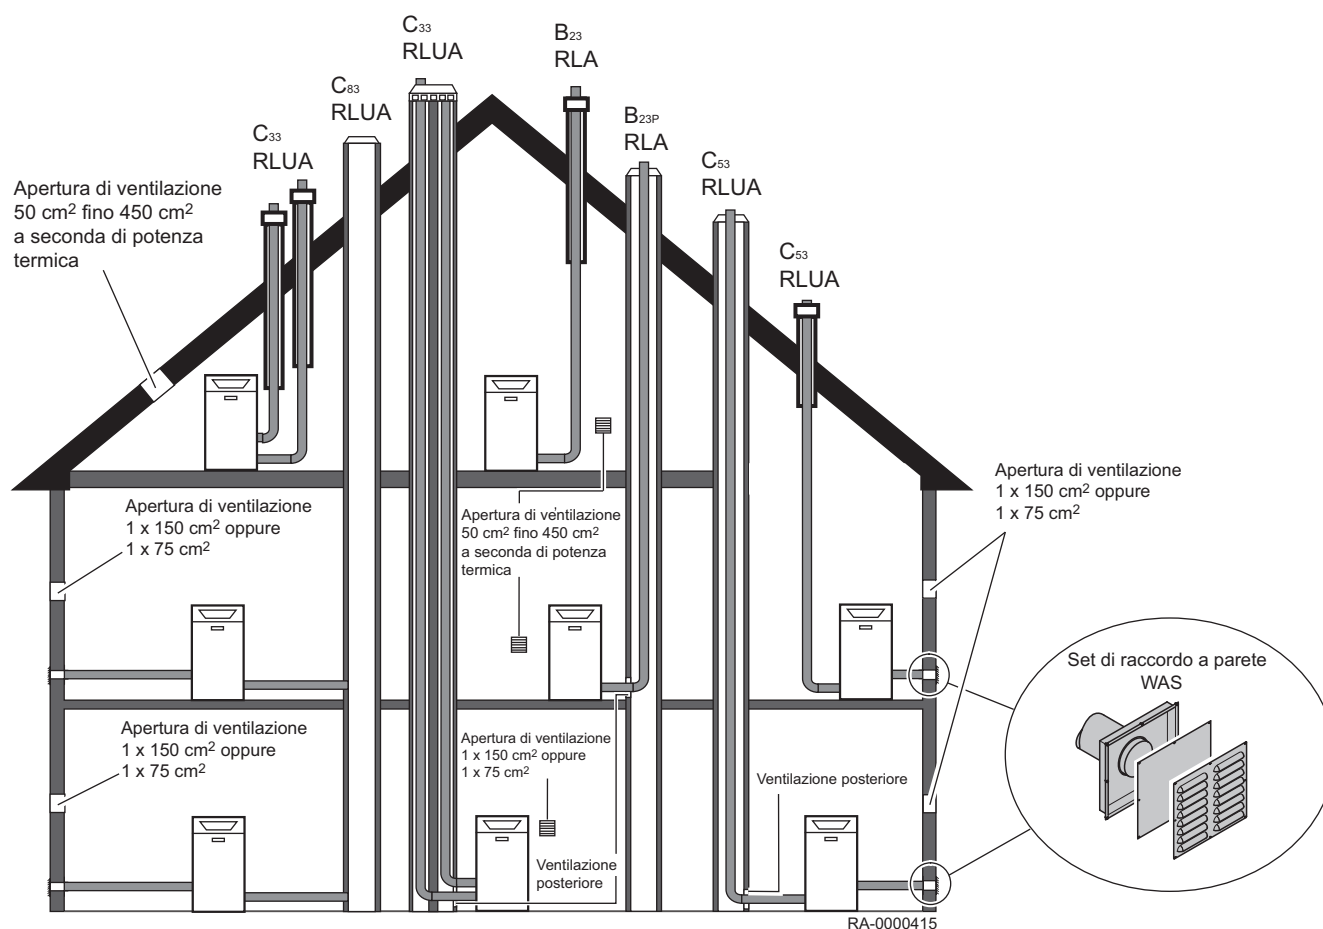 C33
RLUA
B23
RLA
C83
RLUA
B23P
RLA
C33
RLUA
C53
RLUA
Apertura di ventilazione
50 cm2 fino 450 cm2
a seconda di potenza
termica
C53
RLUA
Apertura di ventilazione
1 x 150 cm2 oppure
1 x 75 cm2
Apertura di ventilazione
1 x 150 cm2 oppure
1 x 75 cm2
Apertura di ventilazione
50 cm2 fino 450 cm2
a seconda di potenza
termica
Set di raccordo a parete
WAS
Apertura di ventilazione
1 x 150 cm2 oppure
1 x 75 cm2
Apertura di ventilazione
1 x 150 cm2 oppure
1 x 75 cm2
Ventilazione posteriore
Ventilazione
posteriore
RA-0000415